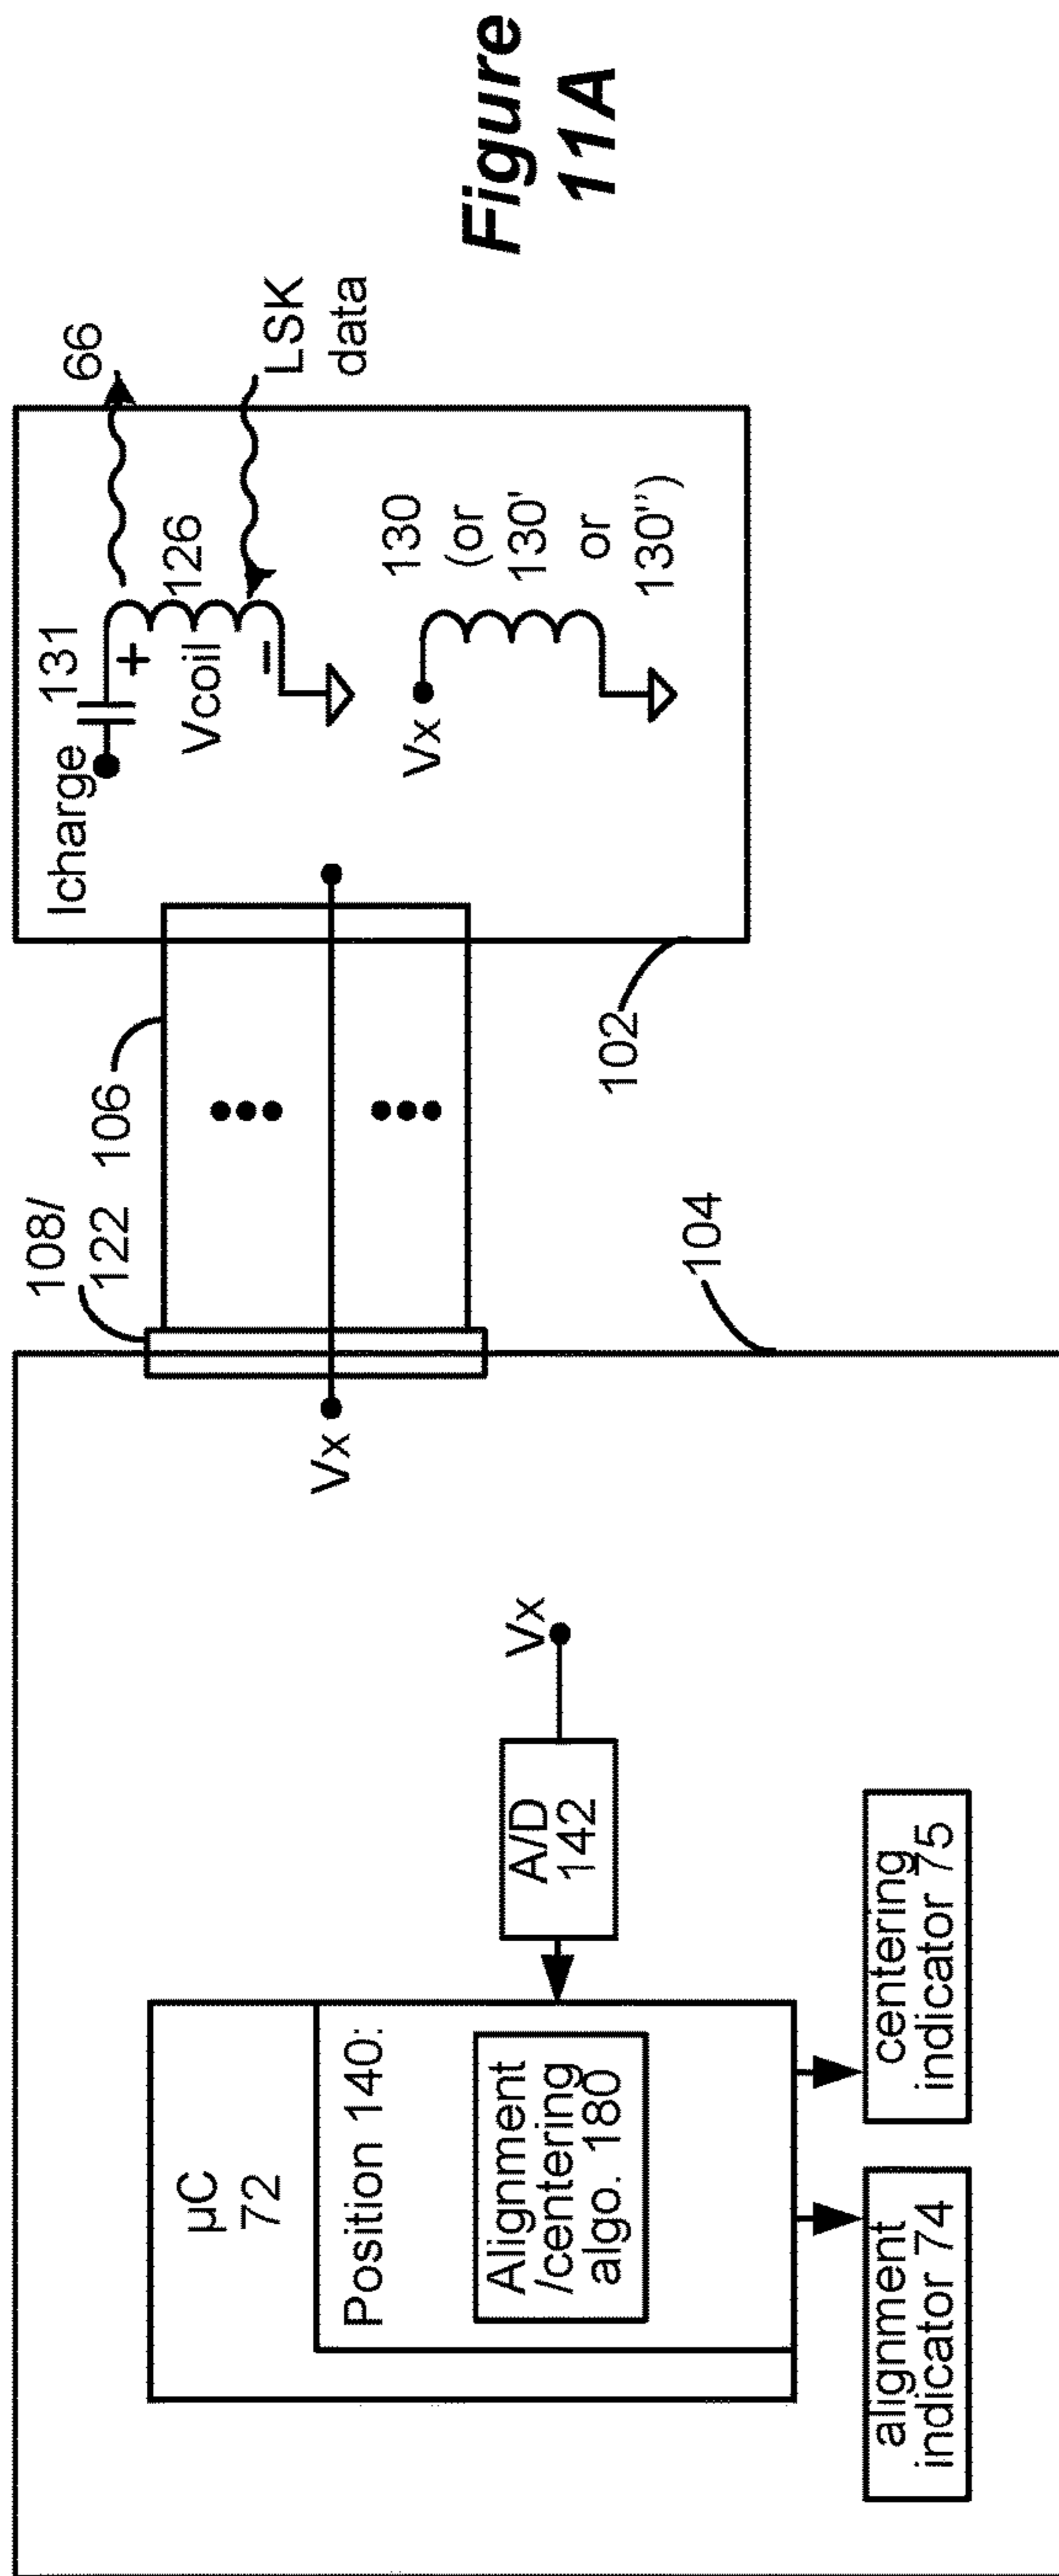 µC
72
Position 140:
Alignment
/centering
algo. 180
alignment
indicator 74
centering
indicator 75
A/D
142
Vx
Vx
108/
122
106
104
102
Icharge
131
+
Vcoil
−
126
66
LSK
data
Vx
130
(or
130'
or
130'')
Figure
11A